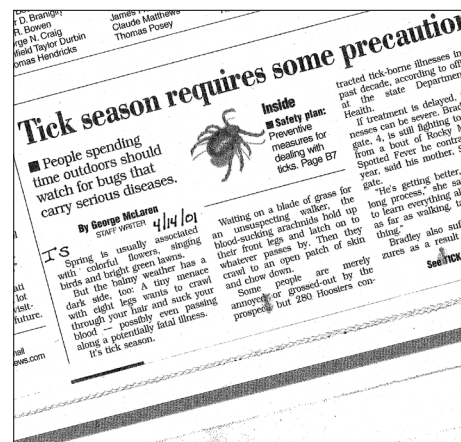 r D. Branigin
R. Bowen
rge N. Craig
field Taylor Durbin
omas Hendricks
James
Claude Matthews
Thomas Posey
Tick season requires some precaution
■ People spending
time outdoors should
watch for bugs that
carry serious diseases.
By George McLaren
STAFF WRITER 4/14/01
IS
Spring is usually associated
with colorful flowers, singing
birds and bright green lawns.
But the balmy weather has a
dark side, too: A tiny menace
with eight legs wants to crawl
through your hair and suck your
blood — possibly even passing
along a potentially fatal illness.
It's tick season.
Inside
■ Safety plan:
Preventive
measures for
dealing with
ticks. Page B7
Waiting on a blade of grass for
an unsuspecting walker, the
blood-sucking arachnids hold up
their front legs and latch on to
whatever passes by. Then they
crawl to an open patch of skin
and chow down.
Some people are merely
annoyed or grossed-out by the
prospect but 280 Hoosiers con-
tracted tick-borne illnesses in
past decade, according to offi
at the state Department
Health.
If treatment is delayed,
nesses can be severe. Brad
gate, 4, is still fighting to
from a bout of Rocky M
Spotted Fever he contra
year, said his mother, S
gate.
"He's getting better,
long process," she sa
to learn everything al
as far as walking, ta
thing."
Bradley also suf
zures as a result
See TICK
ati
lot
visit-
future.
mail
ews.com